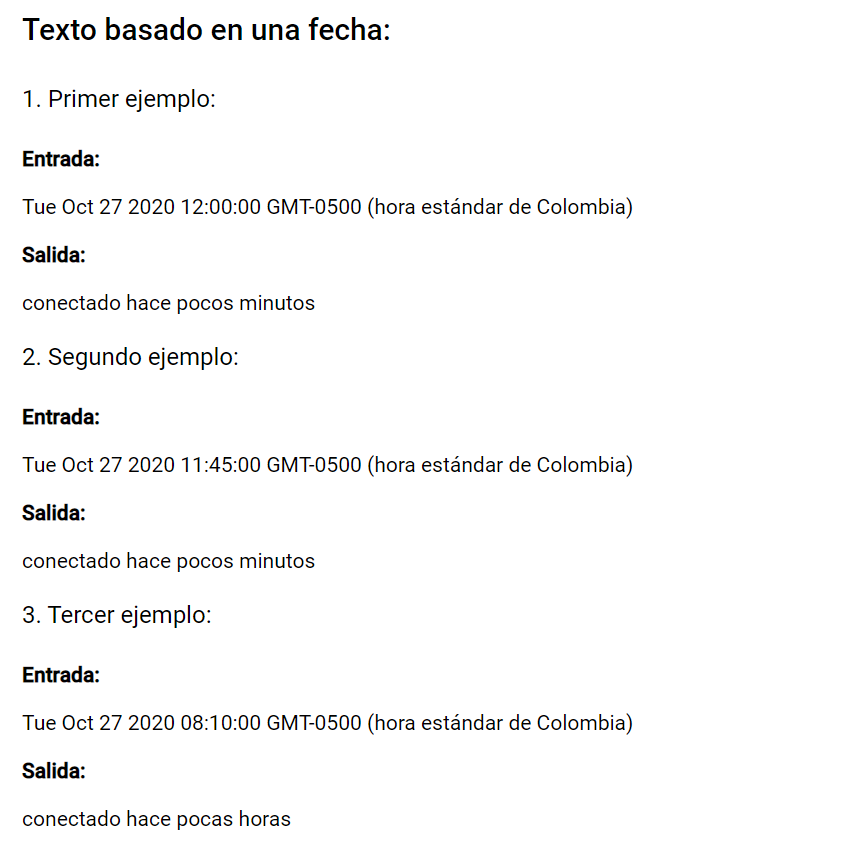 Texto basado en una fecha:
1. Primer ejemplo:
Entrada:
Tue Oct 27 2020 12:00:00 GMT-0500 (hora estándar de Colombia)
Salida:
conectado hace pocos minutos
2. Segundo ejemplo:
Entrada:
Tue Oct 27 2020 11:45:00 GMT-0500 (hora estándar de Colombia)
Salida:
conectado hace pocos minutos
3. Tercer ejemplo:
Entrada:
Tue Oct 27 2020 08:10:00 GMT-0500 (hora estándar de Colombia)
Salida:
conectado hace pocas horas